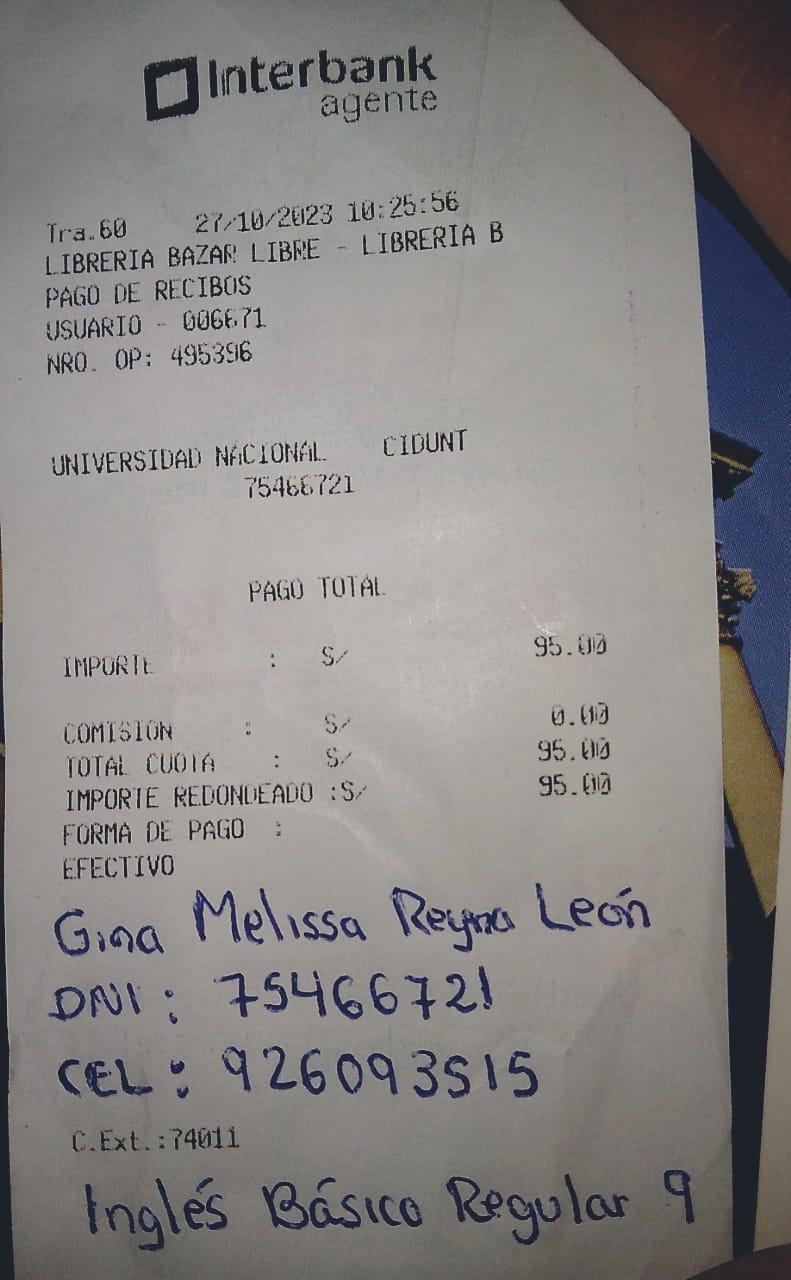 Interbank
agente
Tra.60 27/10/2023 10:25:56
LIBRERIA BAZAR LIBRE - LIBRERIA B
PAGO DE RECIBOS
USUARIO - 006671
NRO. OP: 495396
UNIVERSIDAD NACIONAL CIDUNT
75466721
PAGO TOTAL
IMPORTE : S/ 95.00
COMISION : S/ 0.00
TOTAL CUOTA : S/ 95.00
IMPORTE REDONDEADO :S/ 95.00
FORMA DE PAGO :
EFECTIVO
Gina Melissa Reyna León
DNI: 75466721
CEL: 926093515
C.Ext.:74011
Inglés Básico Regular 9